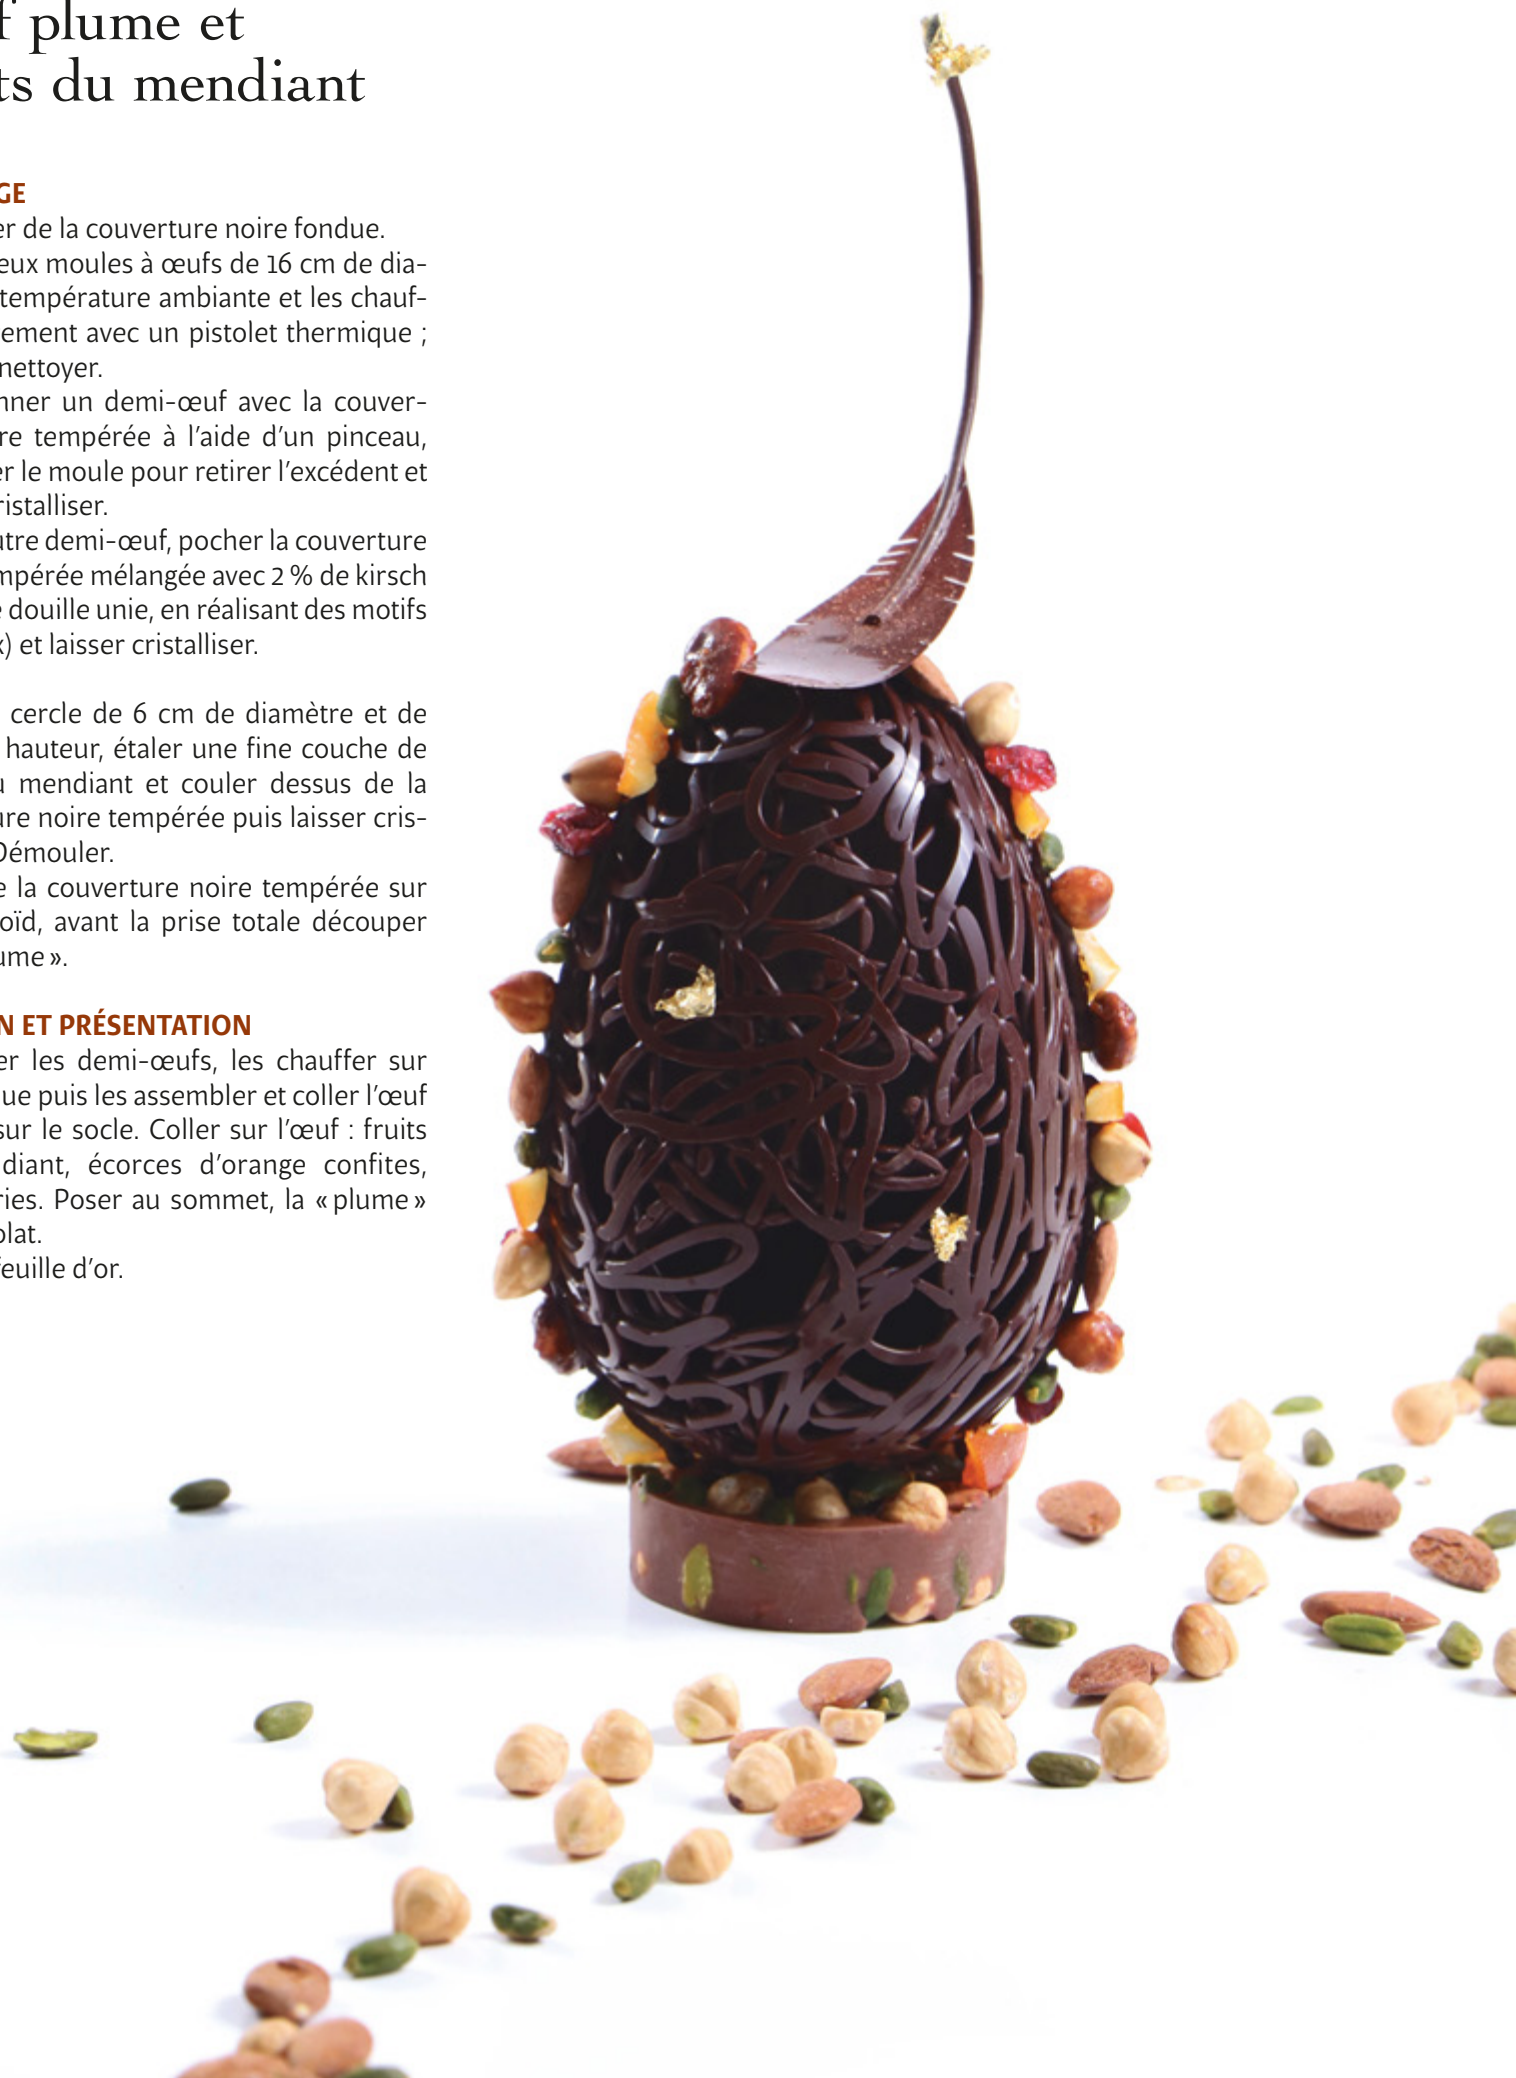 f plume et
ts du mendiant
GE
er de la couverture noire fondue.
eux moules à œufs de 16 cm de dia-
température ambiante et les chauf-
ement avec un pistolet thermique ;
nettoyer.
nner un demi-œuf avec la couver-
re tempérée à l’aide d’un pinceau,
er le moule pour retirer l’excédent et
ristalliser.
utre demi-œuf, pocher la couverture
mpérée mélangée avec 2 % de kirsch
e douille unie, en réalisant des motifs
x) et laisser cristalliser.
cercle de 6 cm de diamètre et de
hauteur, étaler une fine couche de
u mendiant et couler dessus de la
ure noire tempérée puis laisser cris-
Démouler.
e la couverture noire tempérée sur
oïd, avant la prise totale découper
ume ».
N ET PRÉSENTATION
er les demi-œufs, les chauffer sur
ue puis les assembler et coller l’œuf
sur le socle. Coller sur l’œuf : fruits
diant, écorces d’orange confites,
ries. Poser au sommet, la « plume »
olat.
feuille d’or.